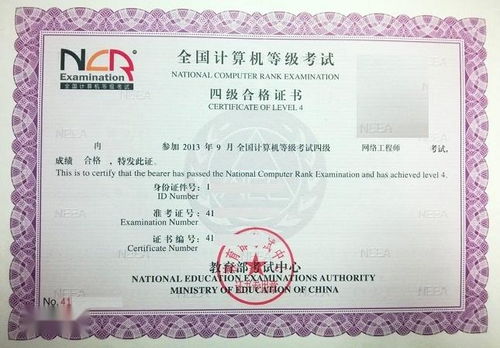 NCR
Examination
全国计算机等级考试
全国计算机等级考试
NATIONAL COMPUTER RANK EXAMINATION
四级合格证书
CERTIFICATE OF LEVEL 4
冉 参加 2013 年 9 月 全国计算机等级考试四级 网络工程师 考试,
成绩 合格 , 特发此证。
This is to certify that the bearer has passed the National Computer Rank Examination and has achieved level 4.
身份证件号: 1
ID Number
准考证号: 41
Examination Number
证书编号: 41
Certificate Number
教育部考试中心
NATIONAL EDUCATION EXAMINATIONS AUTHORITY
MINISTRY OF EDUCATION OF CHINA
No. 41